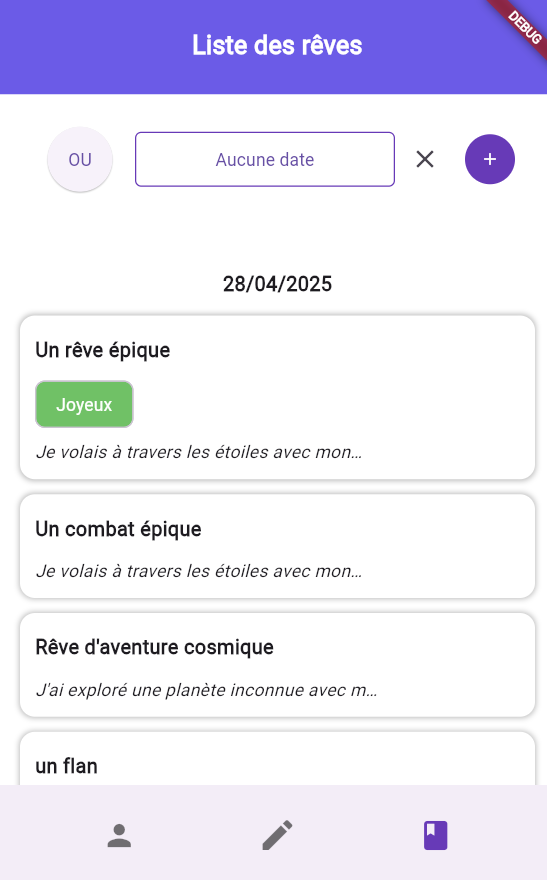 Liste des rêves
DEBUG
OU
Aucune date
+
28/04/2025
Un rêve épique
Joyeux
Je volais à travers les étoiles avec mon...
Un combat épique
Je volais à travers les étoiles avec mon...
Rêve d'aventure cosmique
J'ai exploré une planète inconnue avec m...
un flan